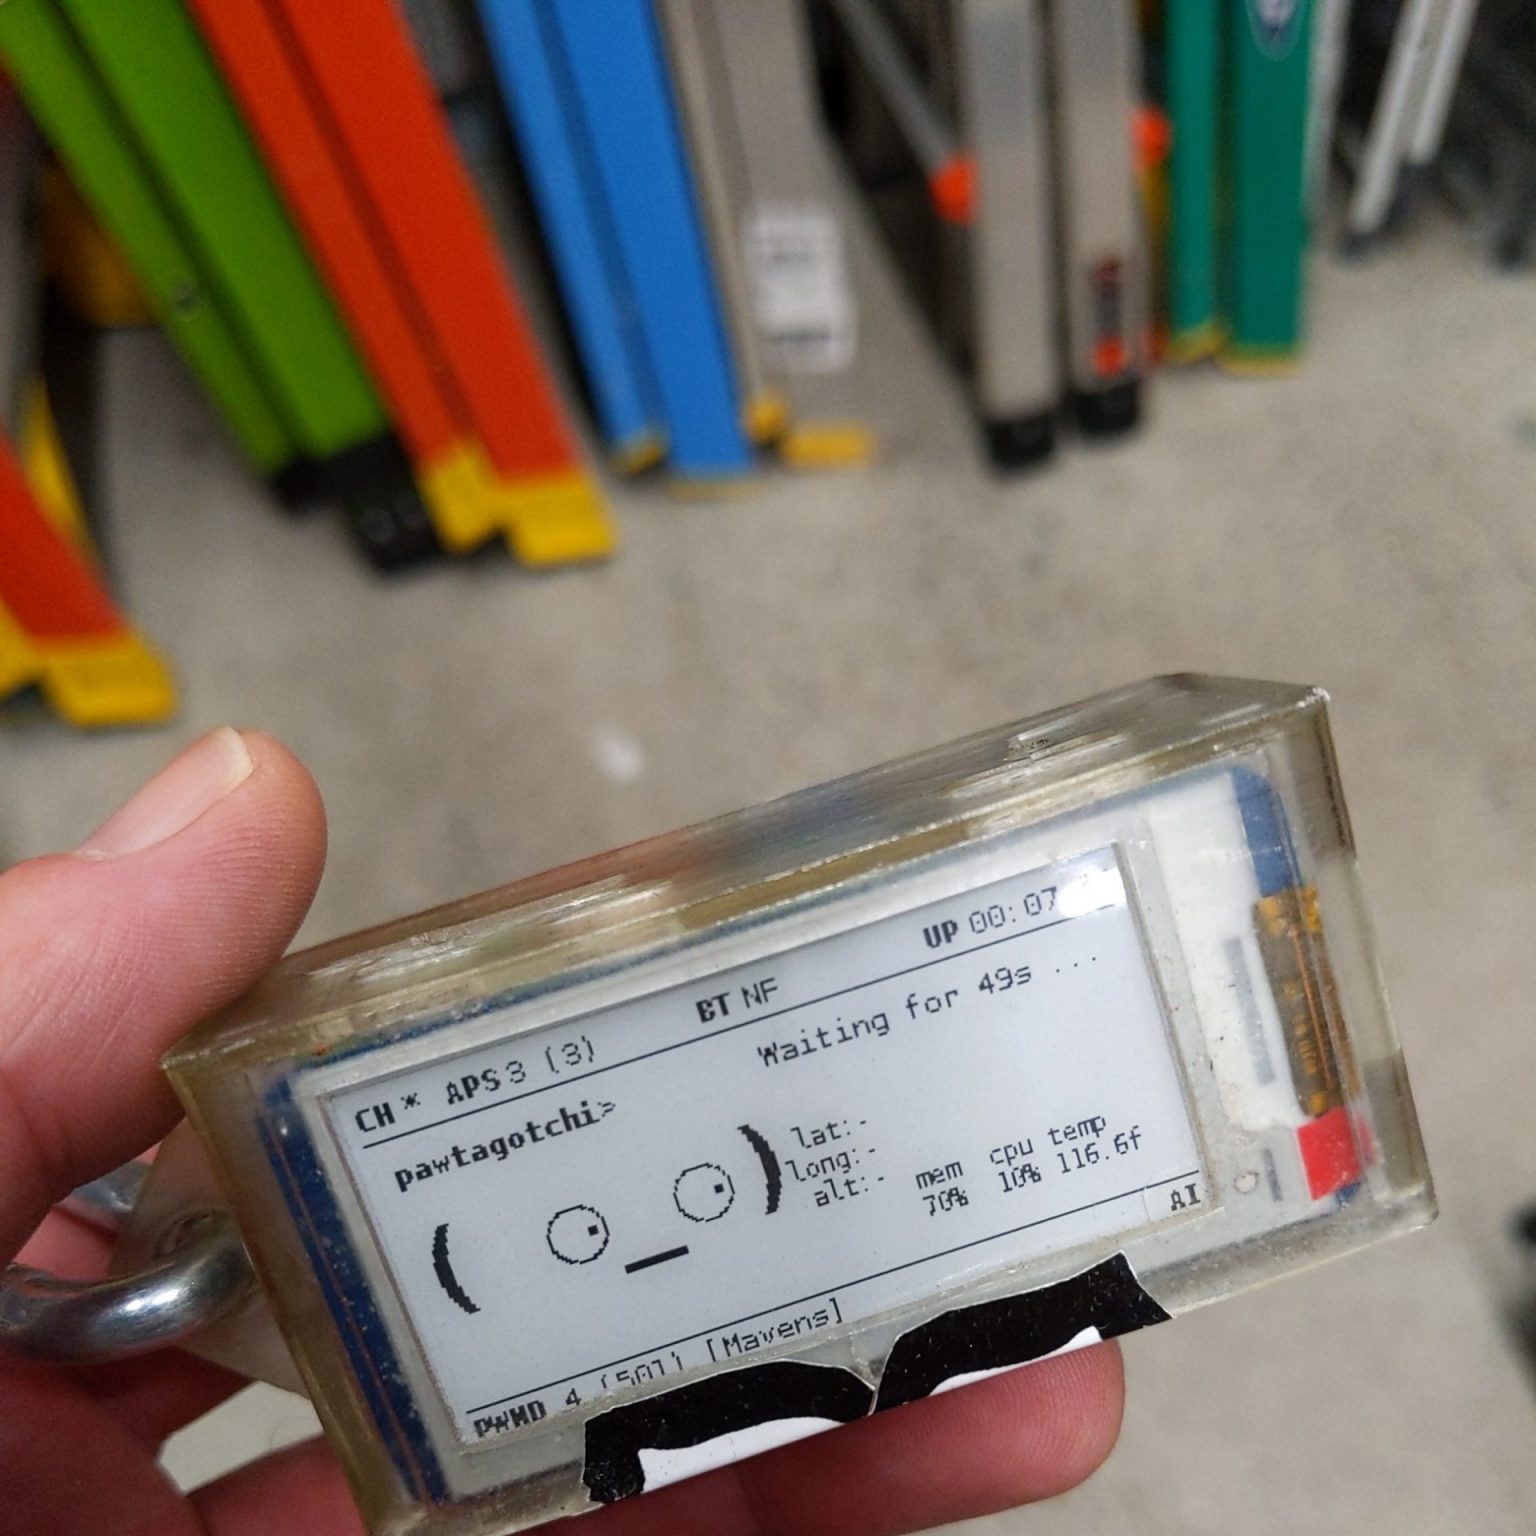 CH * APS 3 (3) BT NF UP 00:07
pawtagotchi> Waiting for 49s ...
lat:-
long:-
alt:-
mem cpu temp
70% 10% 116.6f
PWND 4 (501) [Mavens] AI